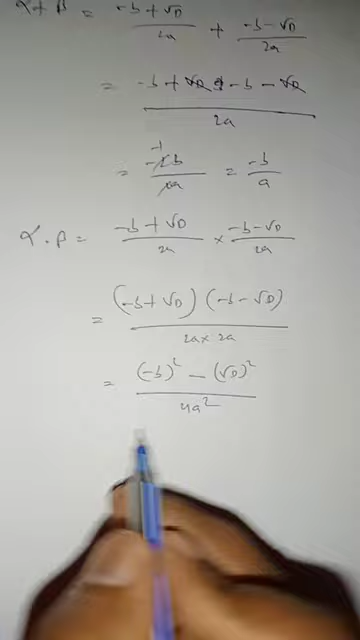 α+β = (-b+√D)/2a + (-b-√D)/2a
= (-b+√D-b-√D)/2a
= -2b/2a = -b/a
α.β = (-b+√D)/2a × (-b-√D)/2a
= (-b+√D)(-b-√D)/2a×2a
= (-b)² - (√D)²/4a²